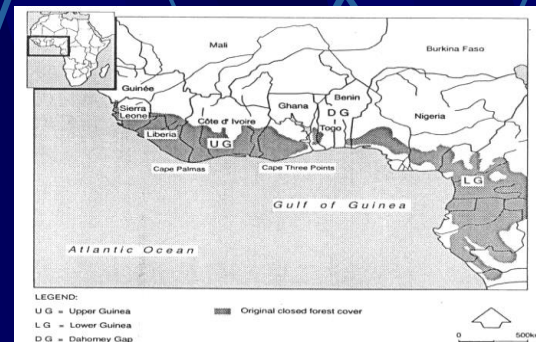 Mali
Burkina Faso
Guinée
Benin
Ghana
D G
Nigeria
Sierra
Leone
Côte d' Ivoire
Togo
Liberia
U G
L G
Cape Palmas
Cape Three Points
Gulf of Guinea
Atlantic Ocean
LEGEND:
U G = Upper Guinea
Original closed forest cover
L G = Lower Guinea
D G = Dahomey Gap
0 500km